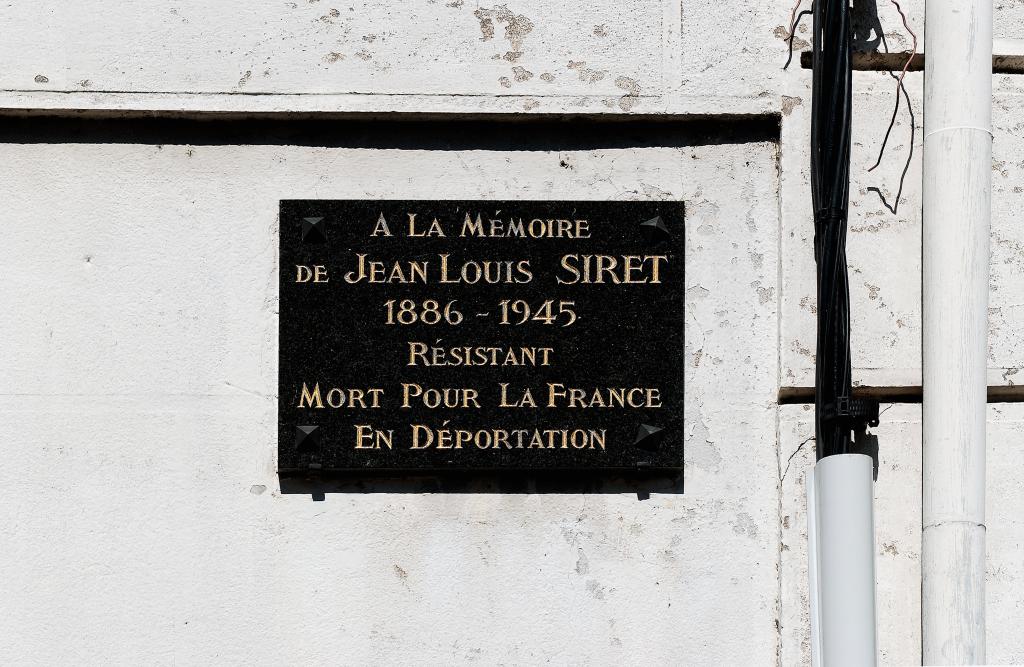 A LA MÉMOIRE
DE JEAN LOUIS SIRET
1886 - 1945
RÉSISTANT
MORT POUR LA FRANCE
EN DÉPORTATION